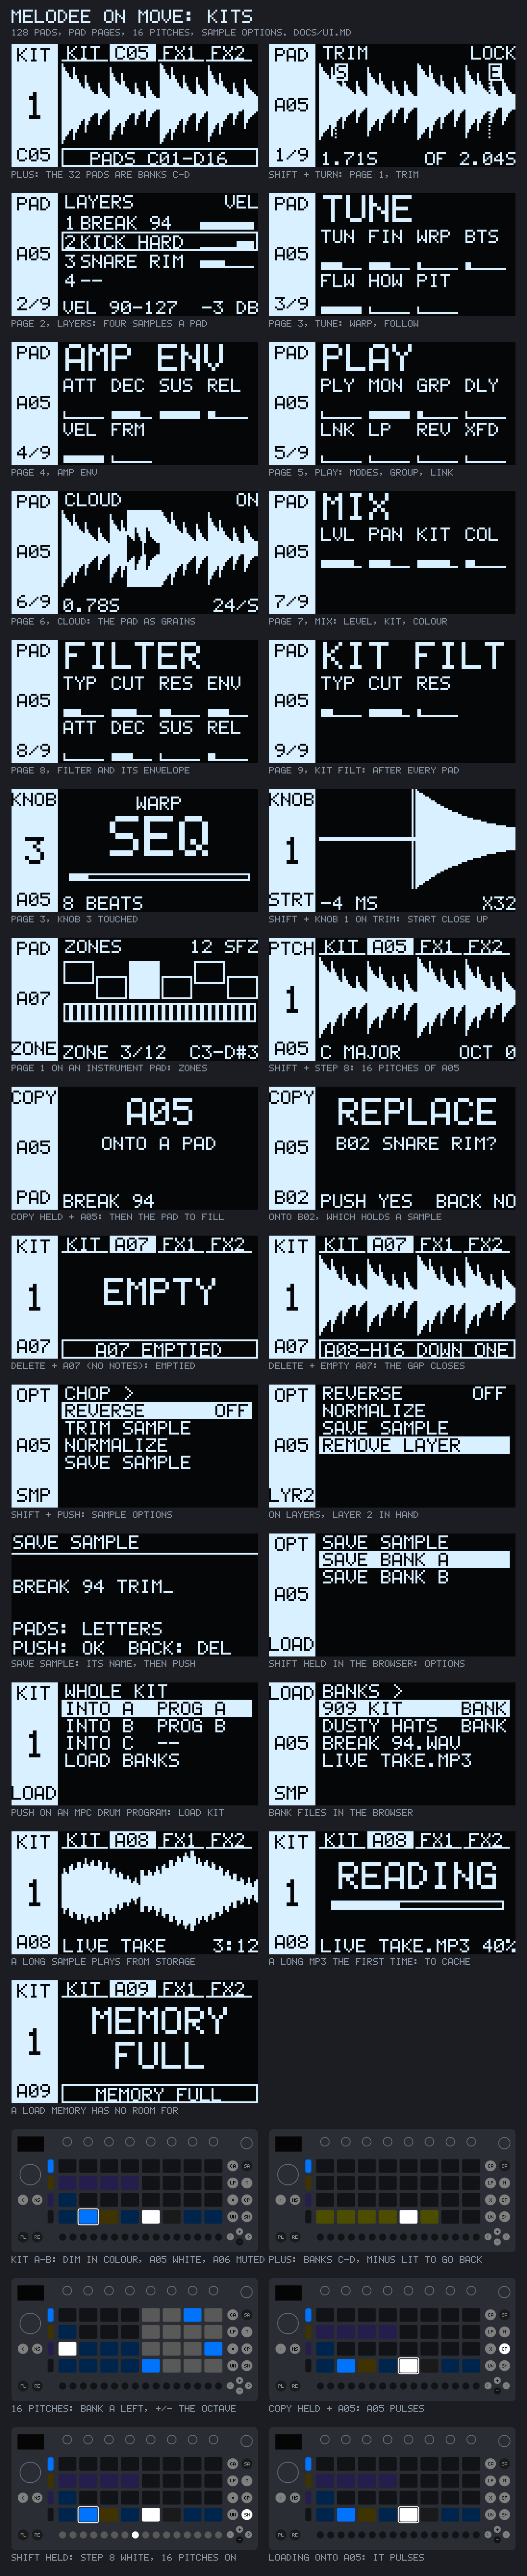 MELODEE ON MOVE: KITS
128 PADS, PAD PAGES, 16 PITCHES, SAMPLE OPTIONS. DOCS/UI.MD
KIT
KIT C05 FX1 FX2
1
C05
PADS C01-D16
PLUS: THE 32 PADS ARE BANKS C-D
PAD
TRIM LOCK
S E
A05
1/9
1.71S OF 2.04S
SHIFT + TURN: PAGE 1, TRIM
PAD
LAYERS VEL
1 BREAK 94
2 KICK HARD
A05
3 SNARE RIM
4 --
2/9
VEL 90-127 -3 DB
PAGE 2, LAYERS: FOUR SAMPLES A PAD
PAD
TUNE
TUN FIN WRP BTS
A05
FLW HOW PIT
3/9
PAGE 3, TUNE: WARP, FOLLOW
PAD
AMP ENV
ATT DEC SUS REL
A05
VEL FRM
4/9
PAGE 4, AMP ENV
PAD
PLAY
PLY MON GRP DLY
A05
LNK LP REV XFD
5/9
PAGE 5, PLAY: MODES, GROUP, LINK
PAD
CLOUD ON
A05
6/9
0.78S 24/S
PAGE 6, CLOUD: THE PAD AS GRAINS
PAD
MIX
LVL PAN KIT COL
A05
7/9
PAGE 7, MIX: LEVEL, KIT, COLOUR
PAD
FILTER
TYP CUT RES ENV
A05
ATT DEC SUS REL
8/9
PAGE 8, FILTER AND ITS ENVELOPE
PAD
KIT FILT
TYP CUT RES
A05
9/9
PAGE 9, KIT FILT: AFTER EVERY PAD
KNOB
WARP
3
SEQ
A05
8 BEATS
PAGE 3, KNOB 3 TOUCHED
KNOB
1
STRT
-4 MS X32
SHIFT + KNOB 1 ON TRIM: START CLOSE UP
PAD
ZONES 12 SFZ
A07
ZONE
ZONE 3/12 C3-D#3
PAGE 1 ON AN INSTRUMENT PAD: ZONES
PTCH
KIT A05 FX1 FX2
1
A05
C MAJOR OCT 0
SHIFT + STEP 8: 16 PITCHES OF A05
COPY
A05
A05
ONTO A PAD
PAD
BREAK 94
COPY HELD + A05: THEN THE PAD TO FILL
COPY
REPLACE
A05
B02 SNARE RIM?
B02
PUSH YES BACK NO
ONTO B02, WHICH HOLDS A SAMPLE
KIT
KIT A07 FX1 FX2
1
EMPTY
A07
A07 EMPTIED
DELETE + A07 (NO NOTES): EMPTIED
KIT
KIT A07 FX1 FX2
1
A07
A08-H16 DOWN ONE
DELETE + EMPTY A07: THE GAP CLOSES
OPT
CHOP >
REVERSE OFF
A05
TRIM SAMPLE
NORMALIZE
SAVE SAMPLE
SMP
SHIFT + PUSH: SAMPLE OPTIONS
OPT
REVERSE OFF
NORMALIZE
A05
SAVE SAMPLE
REMOVE LAYER
LYR2
ON LAYERS, LAYER 2 IN HAND
SAVE SAMPLE
BREAK 94 TRIM_
PADS: LETTERS
PUSH: OK BACK: DEL
SAVE SAMPLE: ITS NAME, THEN PUSH
OPT
SAVE SAMPLE
SAVE BANK A
SAVE BANK B
A05
LOAD
SHIFT HELD IN THE BROWSER: OPTIONS
KIT
WHOLE KIT
INTO A PROG A
1
INTO B PROG B
INTO C --
LOAD BANKS
LOAD
PUSH ON AN MPC DRUM PROGRAM: LOAD KIT
LOAD
BANKS >
909 KIT BANK
A05
DUSTY HATS BANK
BREAK 94.WAV
LIVE TAKE.MP3
SMP
BANK FILES IN THE BROWSER
KIT
KIT A08 FX1 FX2
1
A08
LIVE TAKE 3:12
A LONG SAMPLE PLAYS FROM STORAGE
KIT
KIT A08 FX1 FX2
1
READING
A08
LIVE TAKE.MP3 40%
A LONG MP3 THE FIRST TIME: TO CACHE
KIT
KIT A09 FX1 FX2
1
MEMORY
FULL
A09
MEMORY FULL
A LOAD MEMORY HAS NO ROOM FOR
KIT A-B: DIM IN COLOUR, A05 WHITE, A06 MUTED
PLUS: BANKS C-D, MINUS LIT TO GO BACK
16 PITCHES: BANK A LEFT, +/- THE OCTAVE
COPY HELD + A05: A05 PULSES
SHIFT HELD: STEP 8 WHITE, 16 PITCHES ON
LOADING ONTO A05: IT PULSES